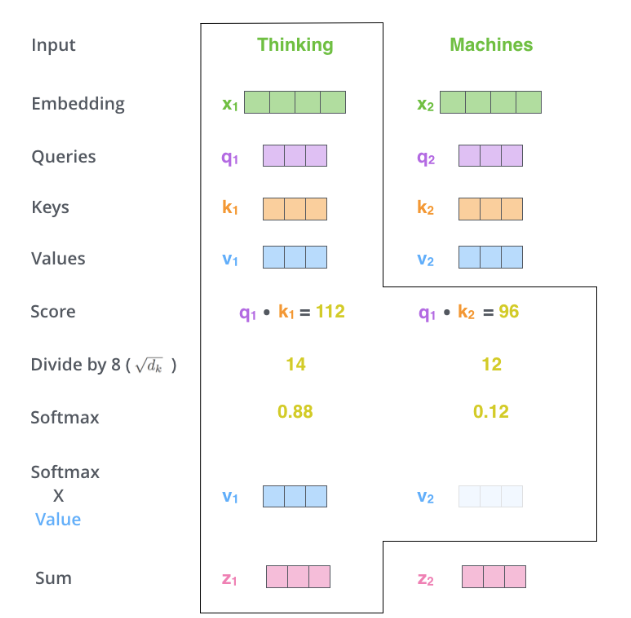 Input Thinking Machines
Embedding x₁ x₂
Queries q₁ q₂
Keys k₁ k₂
Values v₁ v₂
Score q₁ • k₁ = 112 q₁ • k₂ = 96
Divide by 8 ( √dₖ ) 14 12
Softmax 0.88 0.12
Softmax
X v₁ v₂
Value
Sum z₁ z₂